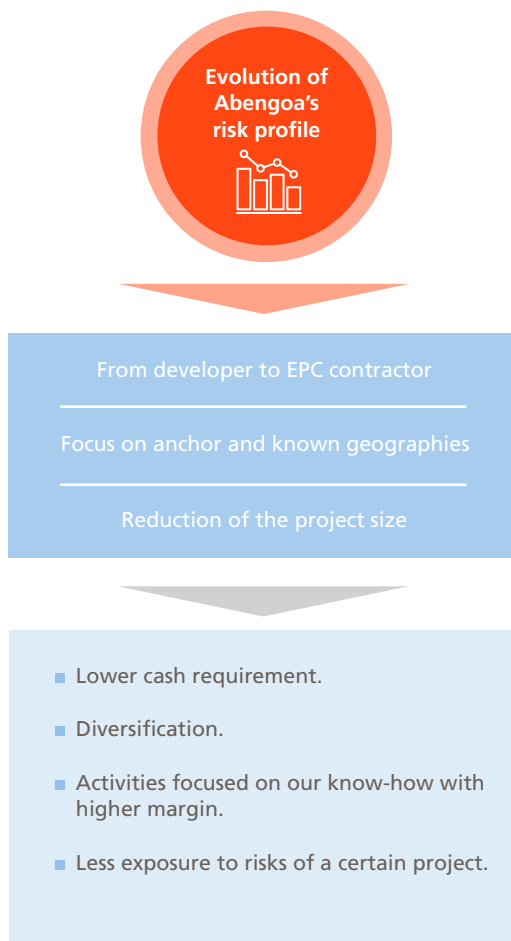 Evolution of
Abengoa’s
risk profile
From developer to EPC contractor
Focus on anchor and known geographies
Reduction of the project size
Lower cash requirement.
Diversification.
Activities focused on our know-how with
higher margin.
Less exposure to risks of a certain project.